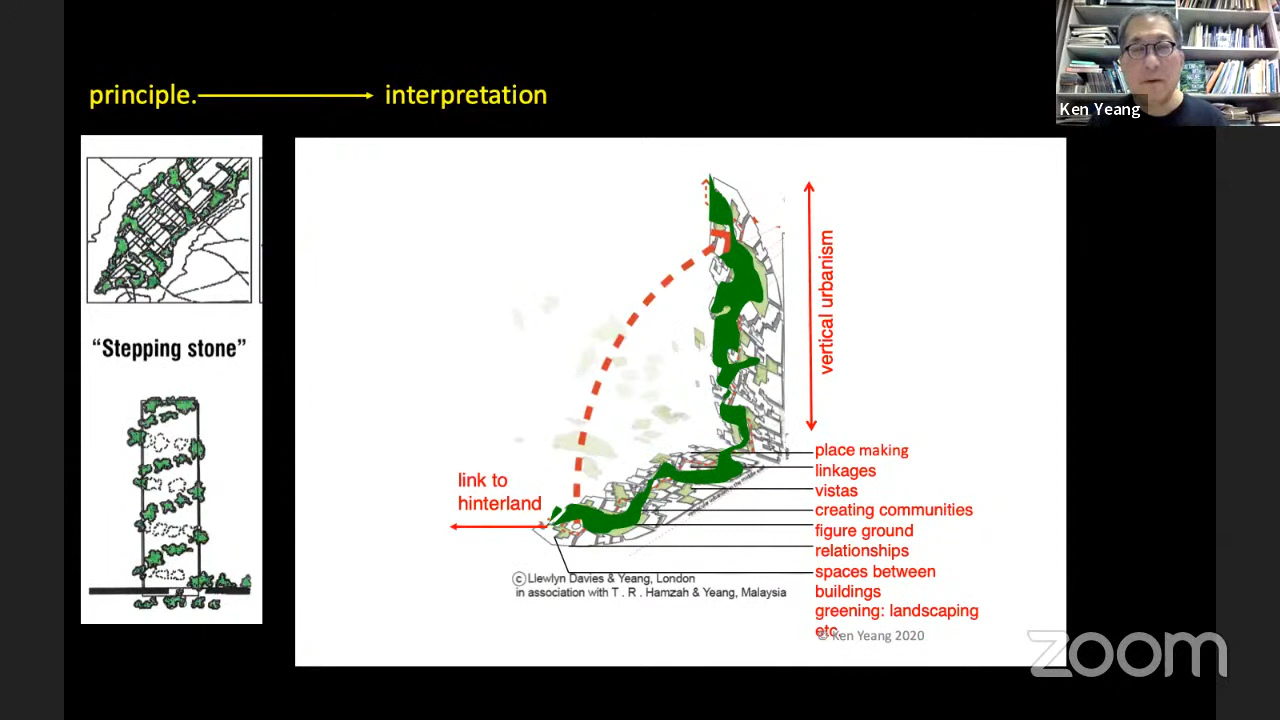 principle.
interpretation
Ken Yeang
"Stepping stone"
vertical urbanism
link to
hinterland
place making
linkages
vistas
creating communities
figure ground
relationships
spaces between
buildings
greening: landscaping
etc
© Llewlyn Davies & Yeang, London
in association with T . R . Hamzah & Yeang, Malaysia
© Ken Yeang 2020
zoom